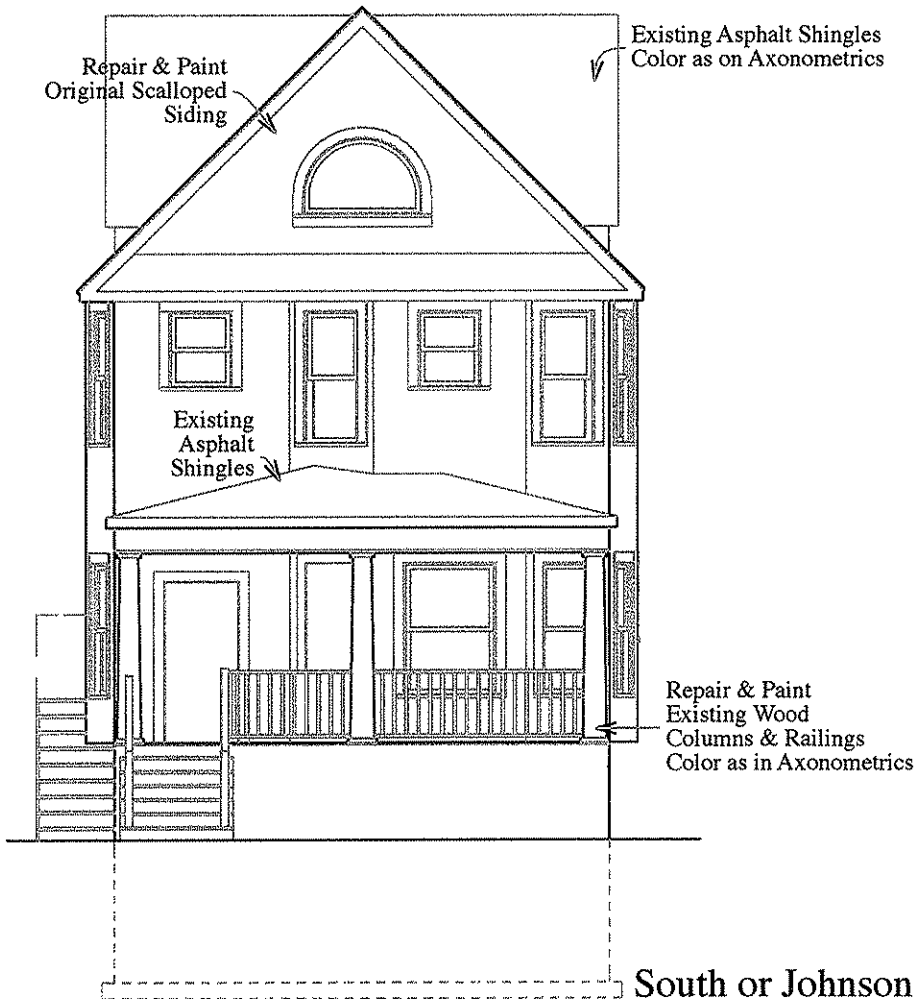 Existing Asphalt Shingles
Color as on Axonometrics
Repair & Paint
Original Scalloped
Siding
Existing
Asphalt
Shingles
Repair & Paint
Existing Wood
Columns & Railings
Color as in Axonometrics
South or Johnson